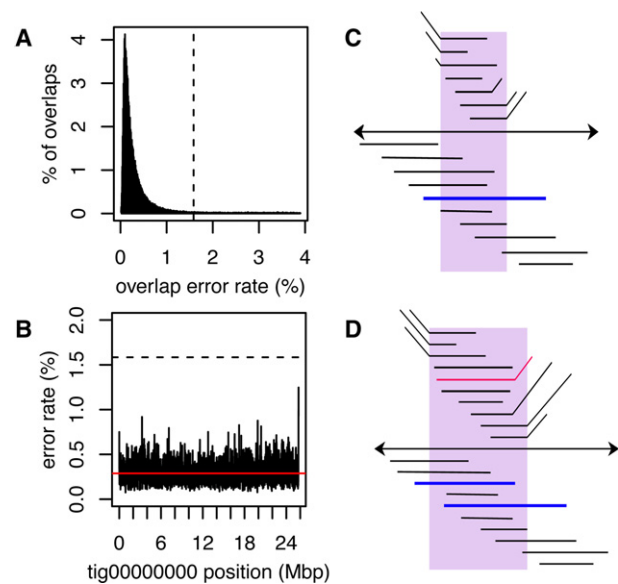 A
% of overlaps
4
3
2
1
0
0 1 2 3 4
overlap error rate (%)
B
error rate (%)
2.0
1.5
1.0
0.5
0.0
0 6 12 18 24
tig00000000 position (Mbp)
C
D